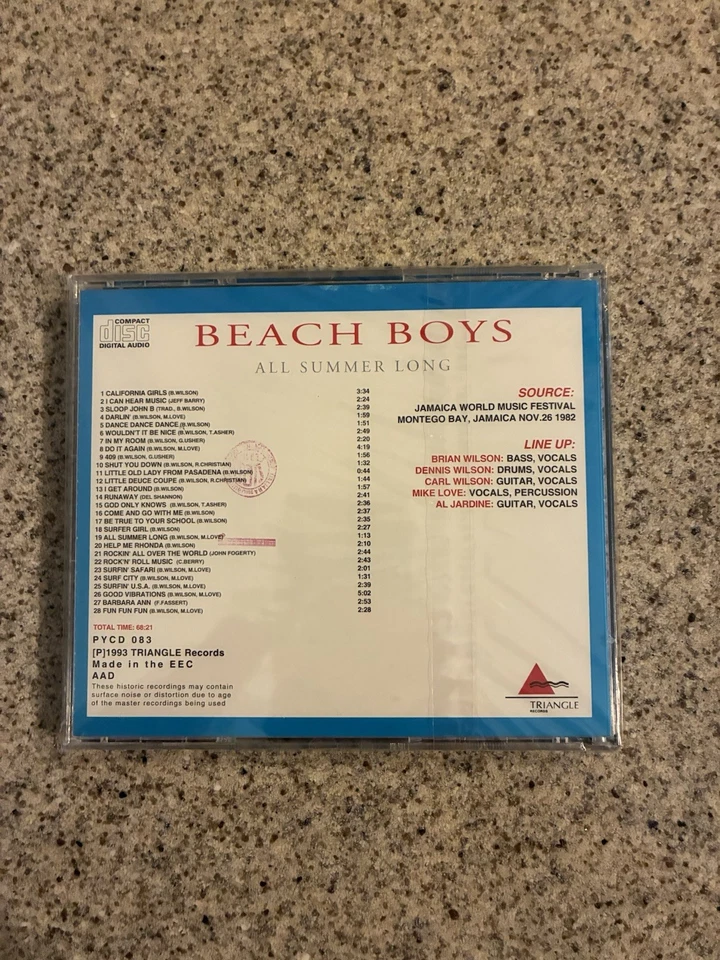 COMPACT
disc
DIGITAL AUDIO
BEACH BOYS
ALL SUMMER LONG
1 CALIFORNIA GIRLS (B.WILSON) 3:34
2 I CAN HEAR MUSIC (JEFF BARRY) 2:24
3 SLOOP JOHN B (TRAD., B.WILSON) 2:39
4 DARLIN' (B.WILSON, M.LOVE) 1:59
5 DANCE DANCE DANCE (B.WILSON) 1:51
6 WOULDN'T IT BE NICE (B.WILSON, T.ASHER) 2:49
7 IN MY ROOM (B.WILSON, G.USHER) 2:20
8 DO IT AGAIN (B.WILSON, M.LOVE) 4:19
9 409 (B.WILSON, G.USHER) 1:56
10 SHUT YOU DOWN (B.WILSON, R.CHRISTIAN) 1:32
11 LITTLE OLD LADY FROM PASADENA (B.WILSON) 0:44
12 LITTLE DEUCE COUPE (B.WILSON, R.CHRISTIAN) 1:44
13 I GET AROUND (B.WILSON) 1:57
14 RUNAWAY (DEL SHANNON) 2:41
15 GOD ONLY KNOWS (B.WILSON, T.ASHER) 2:36
16 COME AND GO WITH ME (B.WILSON) 2:37
17 BE TRUE TO YOUR SCHOOL (B.WILSON) 2:35
18 SURFER GIRL (B.WILSON) 2:27
19 ALL SUMMER LONG (B.WILSON, M.LOVE) 1:13
20 HELP ME RHONDA (B.WILSON) 2:10
21 ROCKIN' ALL OVER THE WORLD (JOHN FOGERTY) 2:44
22 ROCK'N' ROLL MUSIC (C.BERRY) 2:43
23 SURFIN' SAFARI (B.WILSON, M.LOVE) 2:01
24 SURF CITY (B.WILSON, M.LOVE) 1:31
25 SURFIN' U.S.A. (B.WILSON, M.LOVE) 2:39
26 GOOD VIBRATIONS (B.WILSON, M.LOVE) 5:02
27 BARBARA ANN (F.FASSERT) 2:53
28 FUN FUN FUN (B.WILSON, M.LOVE) 2:28
TOTAL TIME: 68:21
PYCD 083
[P]1993 TRIANGLE Records
Made in the EEC
AAD
These historic recordings may contain
surface noise or distortion due to age
of the master recordings being used
SOURCE:
JAMAICA WORLD MUSIC FESTIVAL
MONTEGO BAY, JAMAICA NOV.26 1982
LINE UP:
BRIAN WILSON: BASS, VOCALS
DENNIS WILSON: DRUMS, VOCALS
CARL WILSON: GUITAR, VOCALS
MIKE LOVE: VOCALS, PERCUSSION
AL JARDINE: GUITAR, VOCALS
TRIANGLE
RECORDS